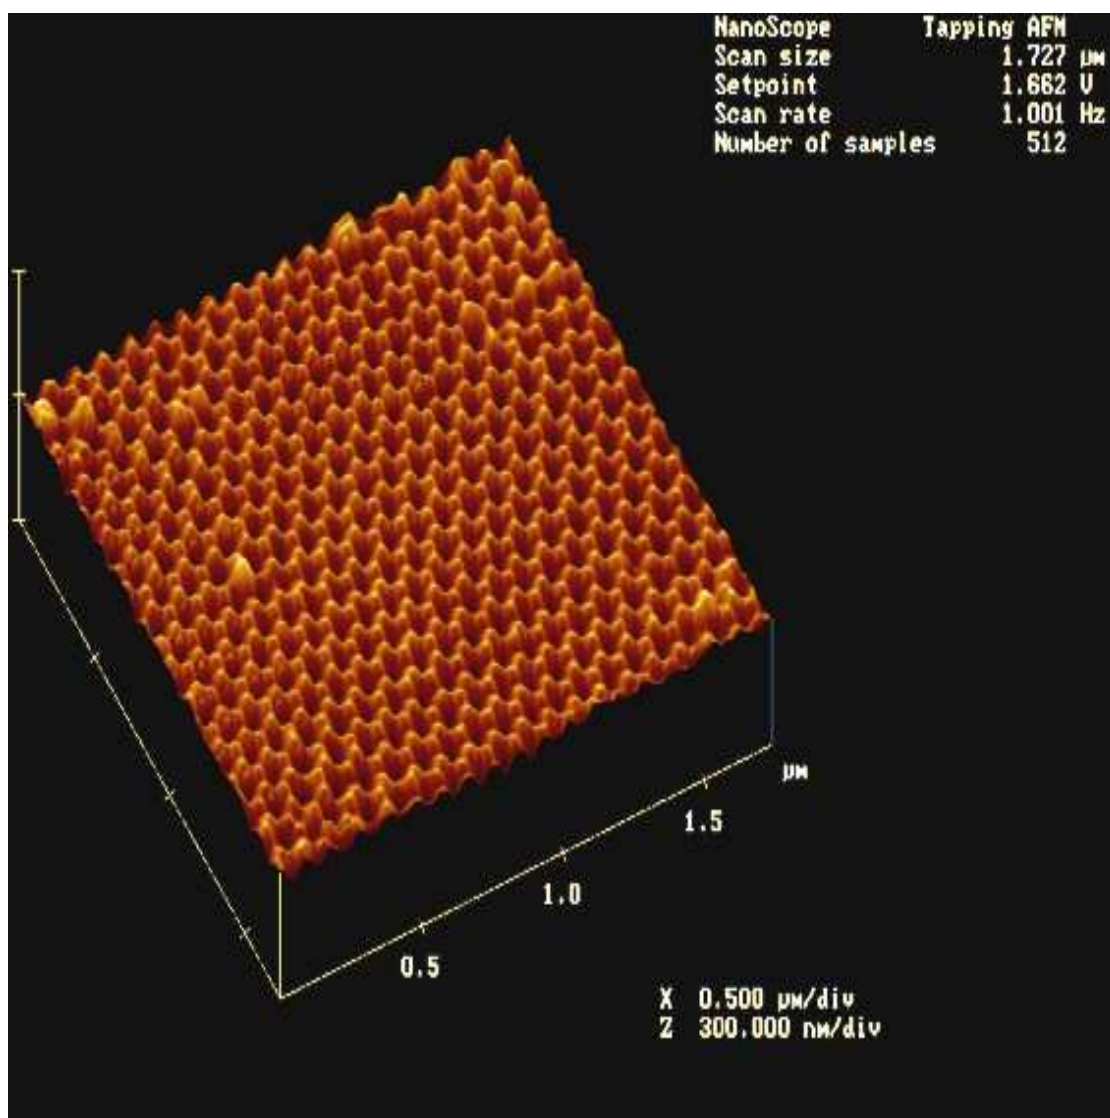 NanoScope Tapping AFM
Scan size 1.727 µm
Setpoint 1.662 V
Scan rate 1.001 Hz
Number of samples 512
µm
1.5
1.0
0.5
X 0.500 µm/div
Z 300.000 nm/div